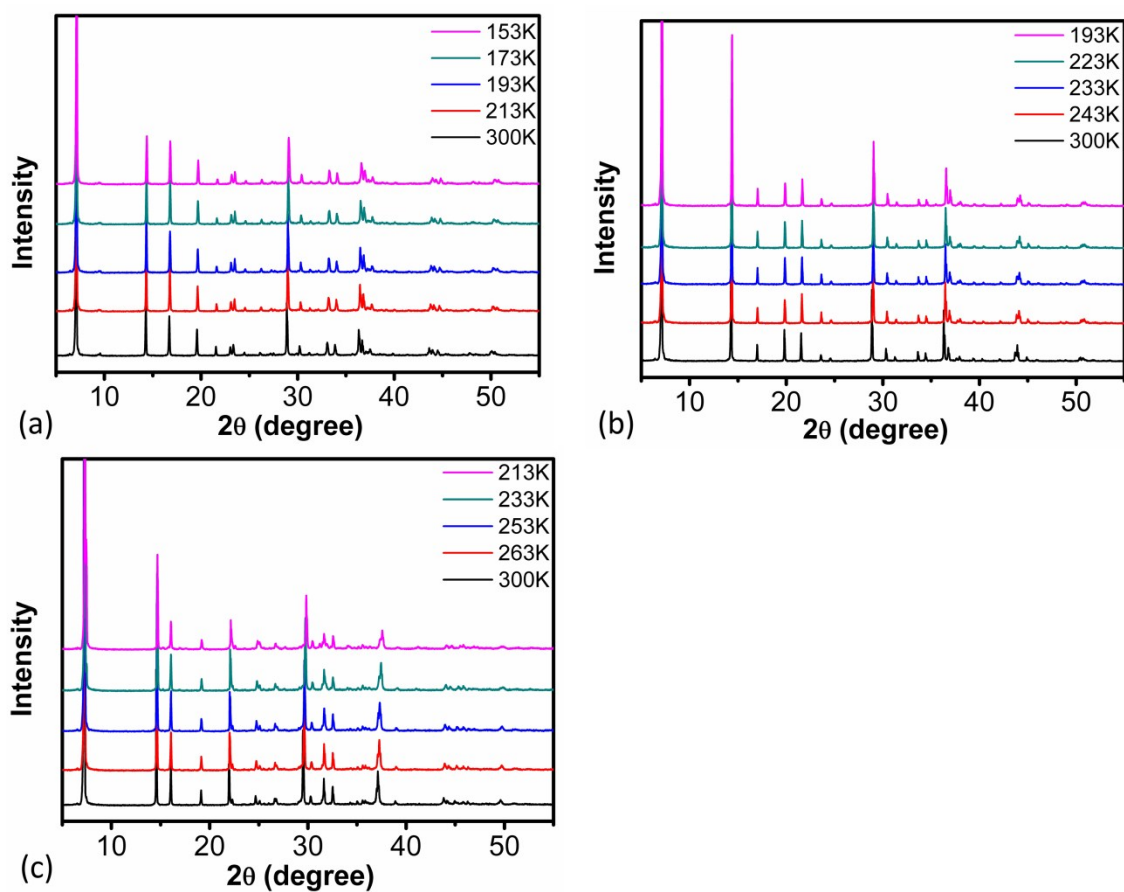 153K
173K
193K
213K
300K
Intensity
10 20 30 40 50
2θ (degree)
(a)
193K
223K
233K
243K
300K
Intensity
10 20 30 40 50
2θ (degree)
(b)
213K
233K
253K
263K
300K
Intensity
10 20 30 40 50
2θ (degree)
(c)